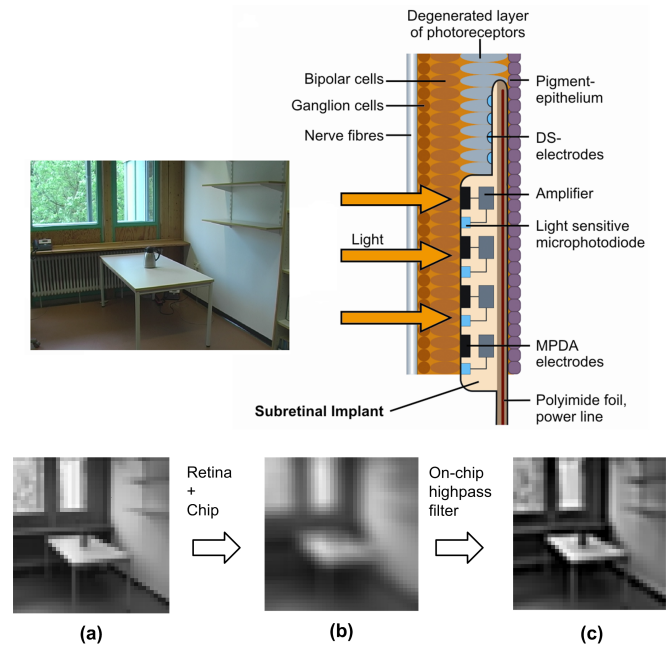 Degenerated layer
of photoreceptors
Bipolar cells
Ganglion cells
Nerve fibres
Pigment-
epithelium
DS-
electrodes
Amplifier
Light sensitive
microphotodiode
Light
MPDA
electrodes
Subretinal Implant
Polyimide foil,
power line
Retina
+
Chip
On-chip
highpass
filter
(a)
(b)
(c)